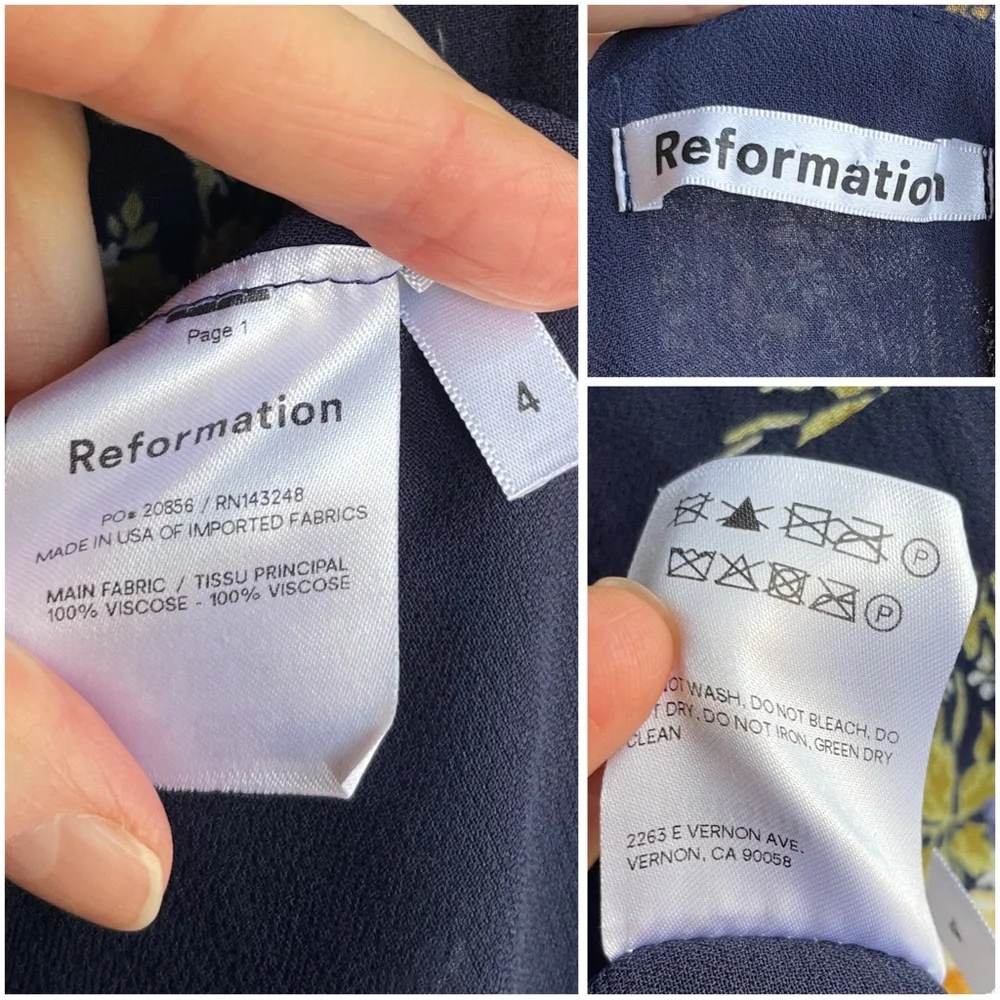 Page 1
Reformation
PO# 20856 / RN143248
MADE IN USA OF IMPORTED FABRICS
MAIN FABRIC / TISSU PRINCIPAL
100% VISCOSE - 100% VISCOSE
4
Reformation
P
P
NOT WASH, DO NOT BLEACH, DO
DRY, DO NOT IRON, GREEN DRY
CLEAN
2263 E VERNON AVE.
VERNON, CA 90058
4